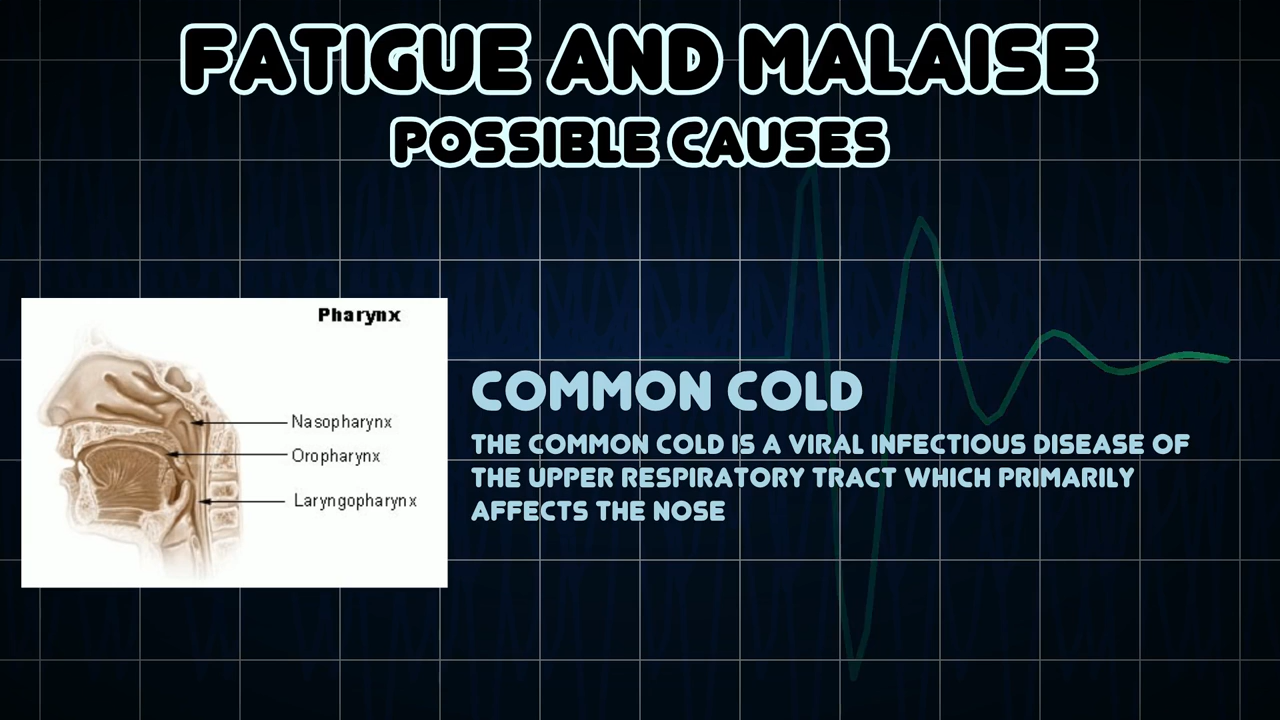 FATIGUE AND MALAISE
POSSIBLE CAUSES
Pharynx
Nasopharynx
Oropharynx
Laryngopharynx
COMMON COLD
THE COMMON COLD IS A VIRAL INFECTIOUS DISEASE OF
THE UPPER RESPIRATORY TRACT WHICH PRIMARILY
AFFECTS THE NOSE